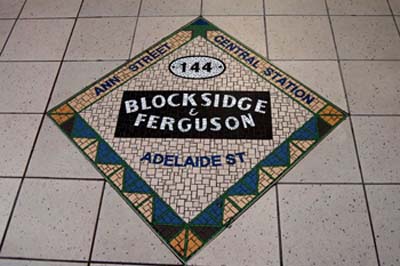 ANN STREET
CENTRAL STATION
144
BLOCKSIDGE
&
FERGUSON
ADELAIDE ST